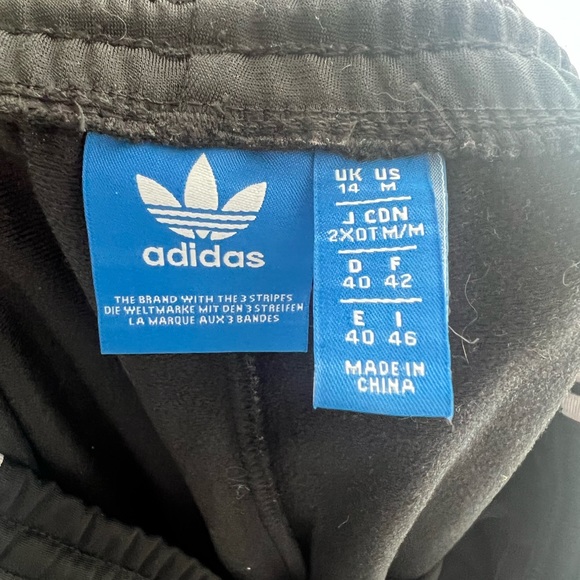 adidas
THE BRAND WITH THE 3 STRIPES
DIE WELTMARKE MIT DEN 3 STREIFEN
LA MARQUE AUX 3 BANDES
UK US
14 M
J CDN
2XOT M/M
D F
40 42
E I
40 46
MADE IN
CHINA